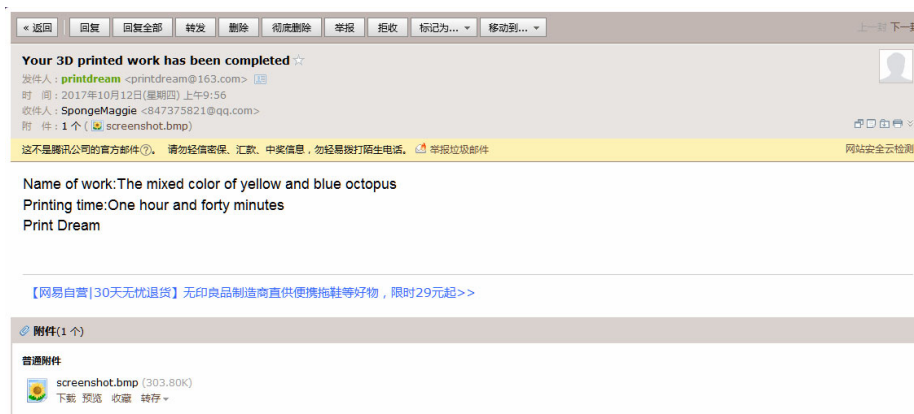 « 返回 回复 回复全部 转发 删除 彻底删除 举报 拒收 标记为... 移动到... 上一封 下一封
Your 3D printed work has been completed ☆
发件人：printdream <printdream@163.com>
时 间：2017年10月12日(星期四) 上午9:56
收件人：SpongeMaggie <847375821@qq.com>
附 件：1 个 ( screenshot.bmp)
这不是腾讯公司的官方邮件?。 请勿轻信密保、汇款、中奖信息，勿轻易拨打陌生电话。 举报垃圾邮件 网站安全云检测
Name of work:The mixed color of yellow and blue octopus
Printing time:One hour and forty minutes
Print Dream
【网易自营|30天无忧退货】无印良品制造商直供便携拖鞋等好物，限时29元起>>
附件(1 个)
普通附件
screenshot.bmp (303.80K)
下载 预览 收藏 转存